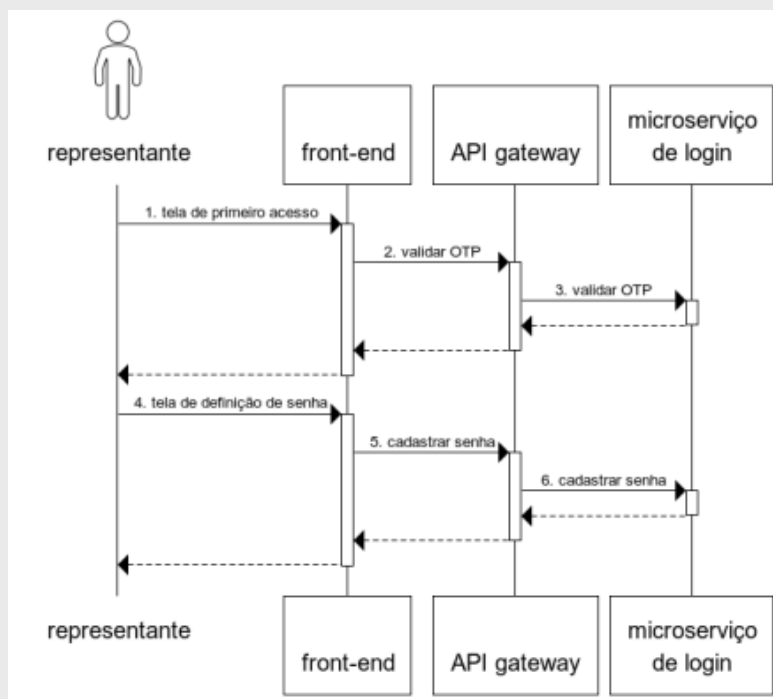 representante
front-end
API gateway
microserviço
de login
1. tela de primeiro acesso
2. validar OTP
3. validar OTP
4. tela de definição de senha
5. cadastrar senha
6. cadastrar senha
representante
front-end
API gateway
microserviço
de login